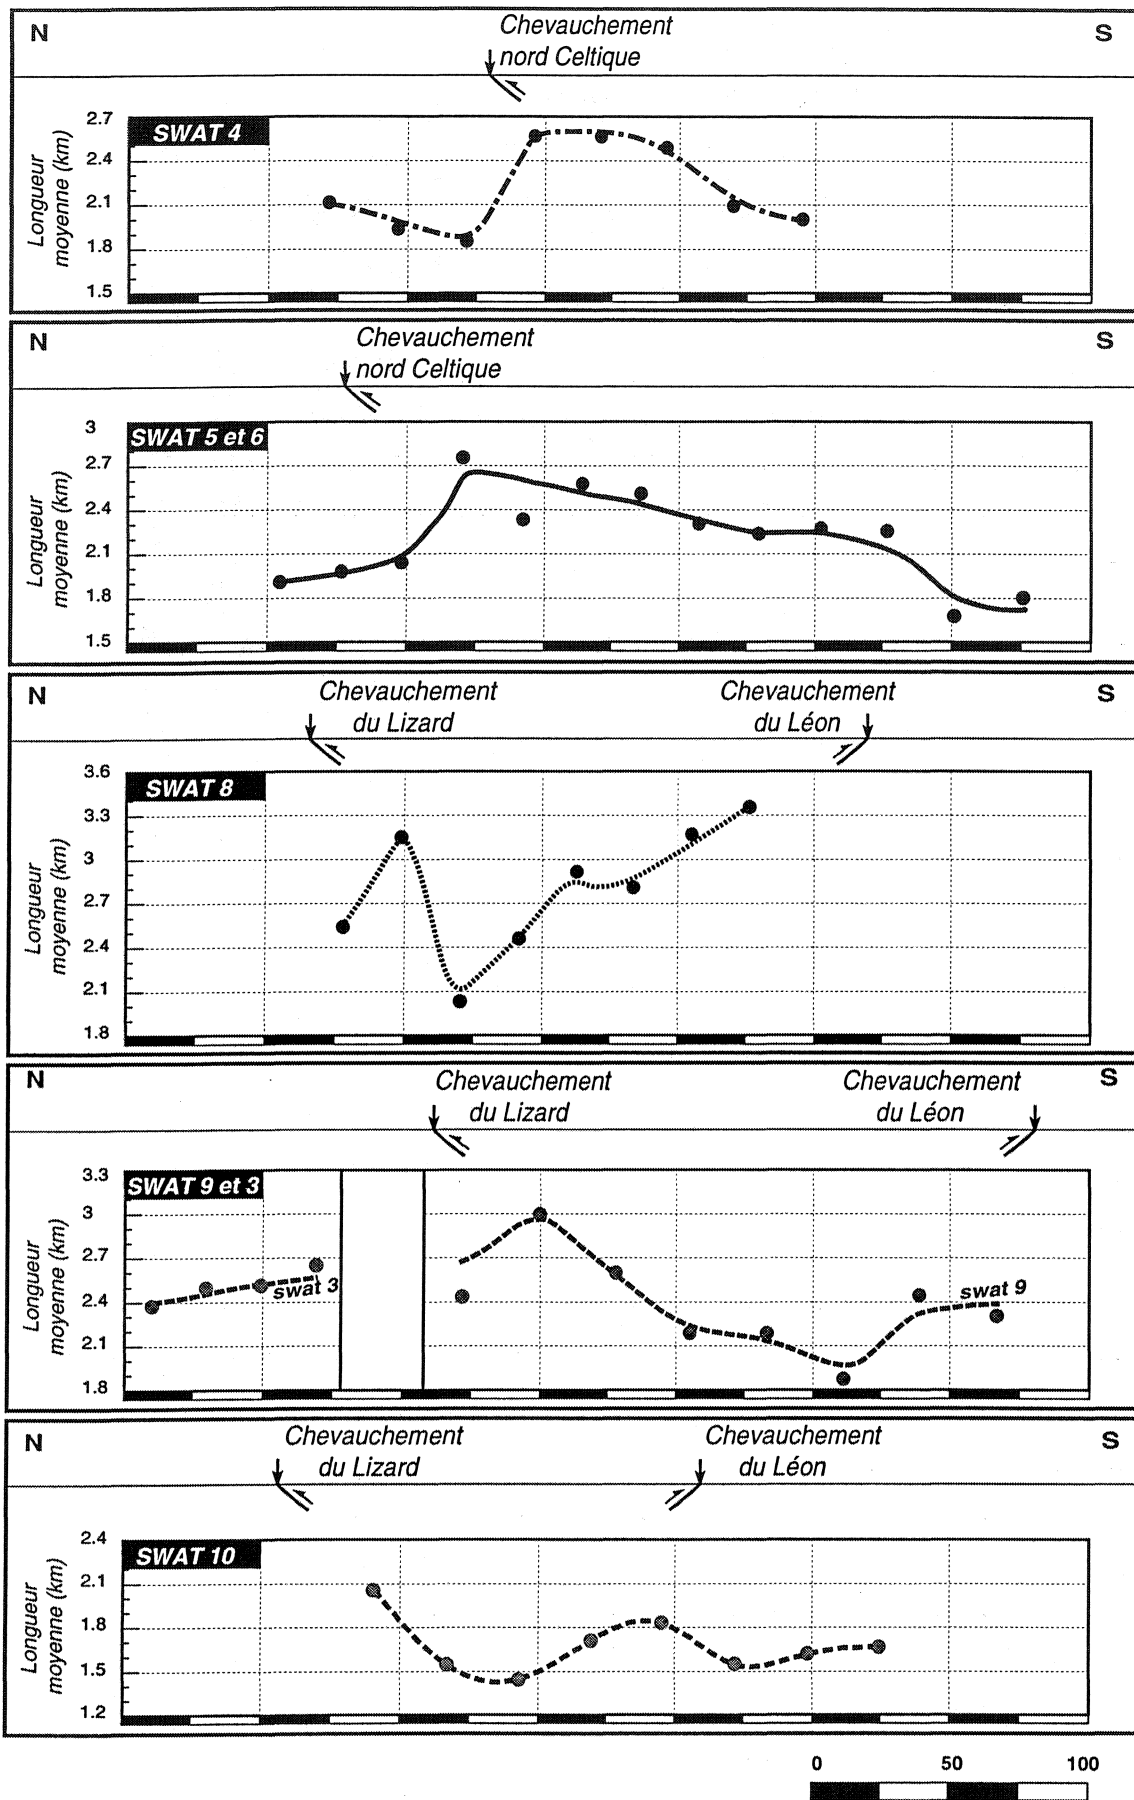 N
Chevauchement
nord Celtique
S
Longueur
moyenne (km)
SWAT 4
2.7
2.4
2.1
1.8
1.5
N
Chevauchement
nord Celtique
S
Longueur
moyenne (km)
SWAT 5 et 6
3
2.7
2.4
2.1
1.8
1.5
N
Chevauchement
du Lizard
Chevauchement
du Léon
S
Longueur
moyenne (km)
SWAT 8
3.6
3.3
3
2.7
2.4
2.1
1.8
N
Chevauchement
du Lizard
Chevauchement
du Léon
S
Longueur
moyenne (km)
SWAT 9 et 3
3.3
3
2.7
2.4
2.1
1.8
swat 3
swat 9
N
Chevauchement
du Lizard
Chevauchement
du Léon
S
Longueur
moyenne (km)
SWAT 10
2.4
2.1
1.8
1.5
1.2
0 50 100